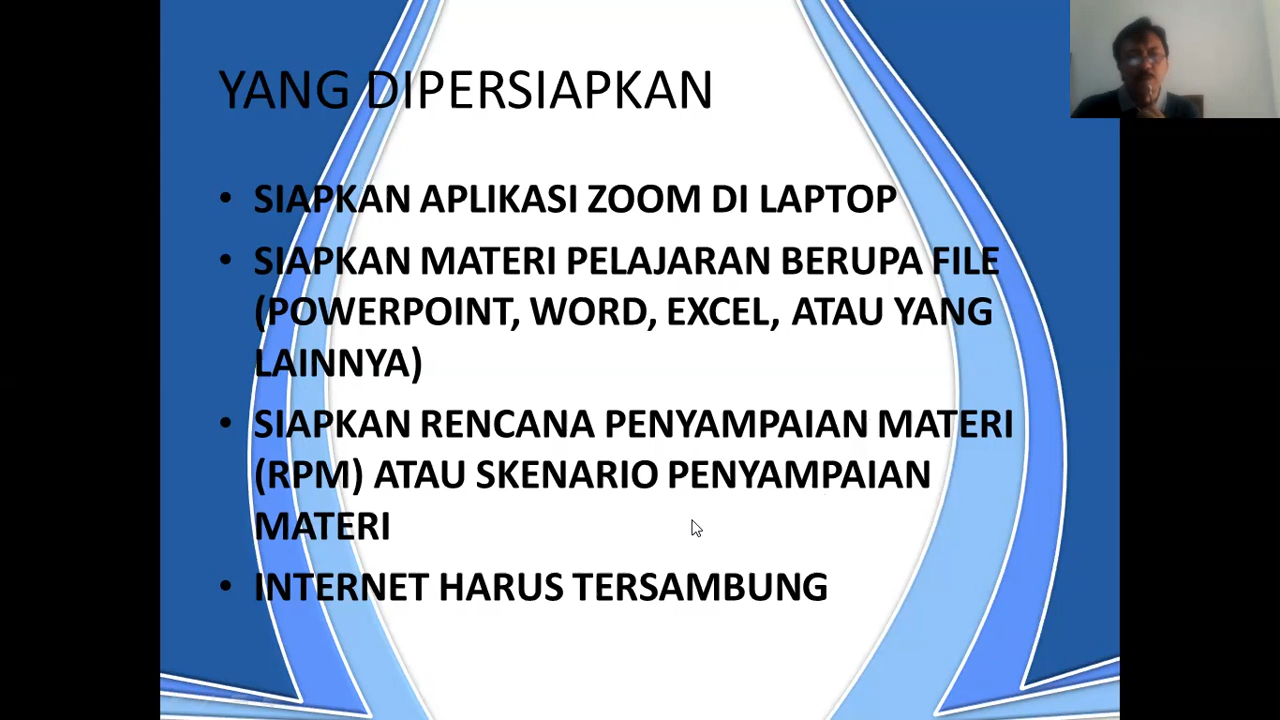 YANG DIPERSIAPKAN
• SIAPKAN APLIKASI ZOOM DI LAPTOP
• SIAPKAN MATERI PELAJARAN BERUPA FILE
(POWERPOINT, WORD, EXCEL, ATAU YANG
LAINNYA)
• SIAPKAN RENCANA PENYAMPAIAN MATERI
(RPM) ATAU SKENARIO PENYAMPAIAN
MATERI
• INTERNET HARUS TERSAMBUNG